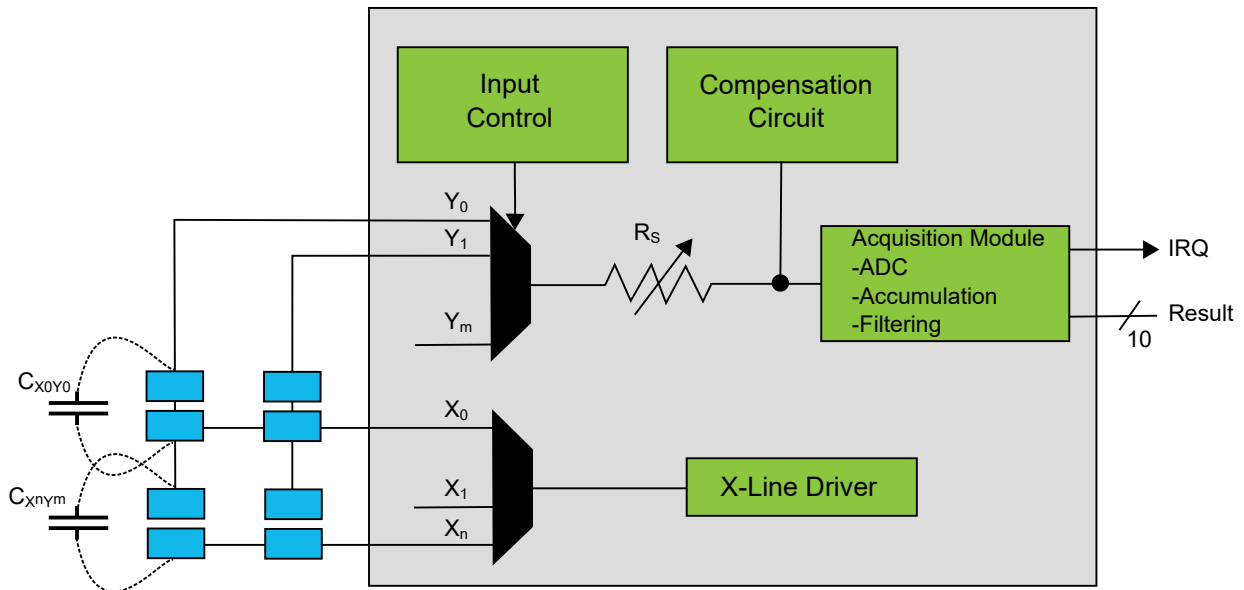 Input
Control
Compensation
Circuit
Y0
Y1
RS
Acquisition Module
-ADC
-Accumulation
-Filtering
IRQ
Result
10
Ym
CX0Y0
X0
CXnYm
X1
Xn
X-Line Driver